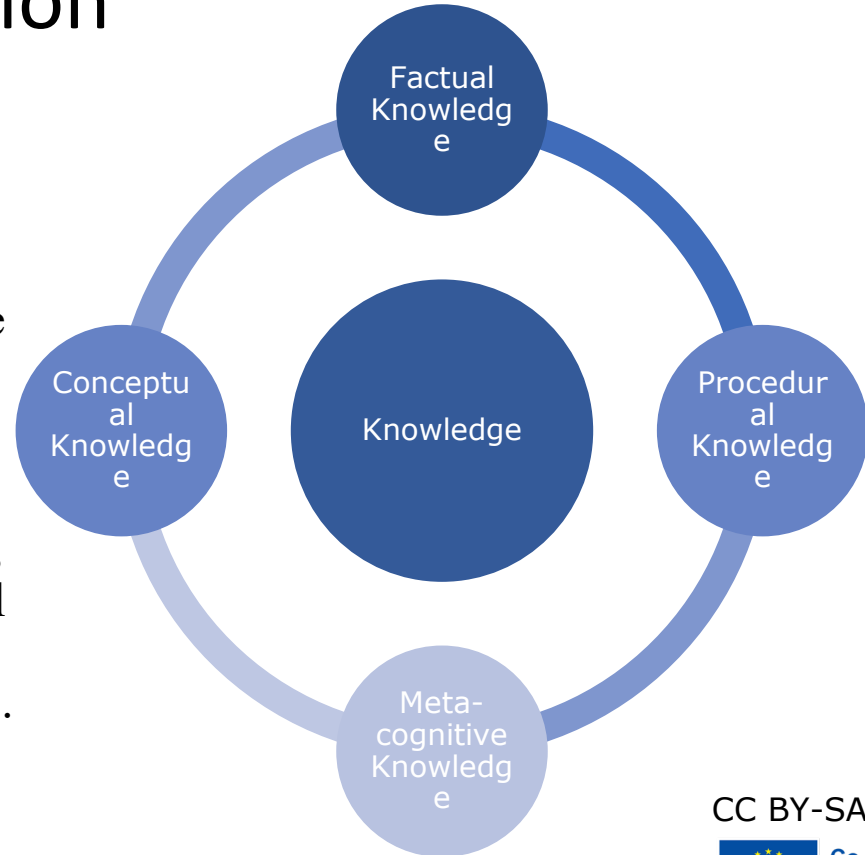 Factual
Knowledg
e
Conceptu
al
Knowledg
e
Knowledge
Procedur
al
Knowledg
e
Meta-
cognitive
Knowledg
e
CC BY-SA